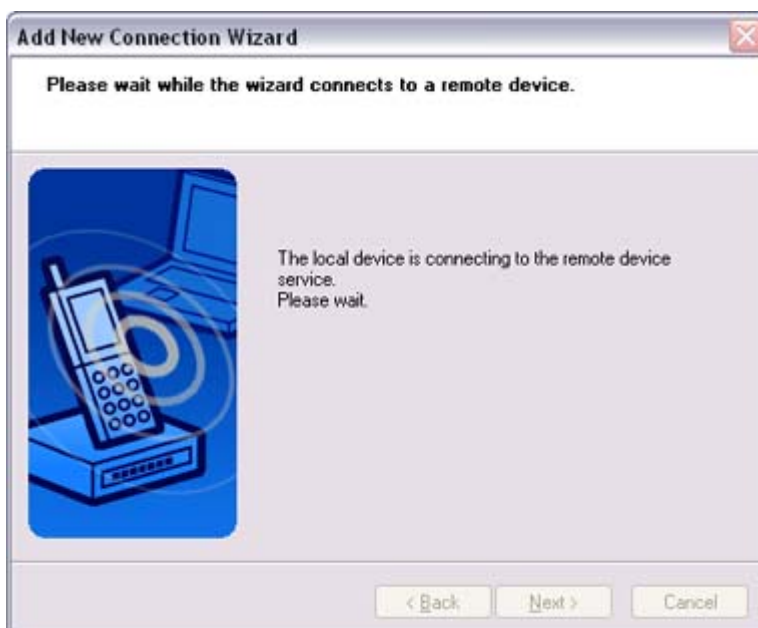 Add New Connection Wizard
Please wait while the wizard connects to a remote device.
The local device is connecting to the remote device
service.
Please wait.
< Back
Next >
Cancel